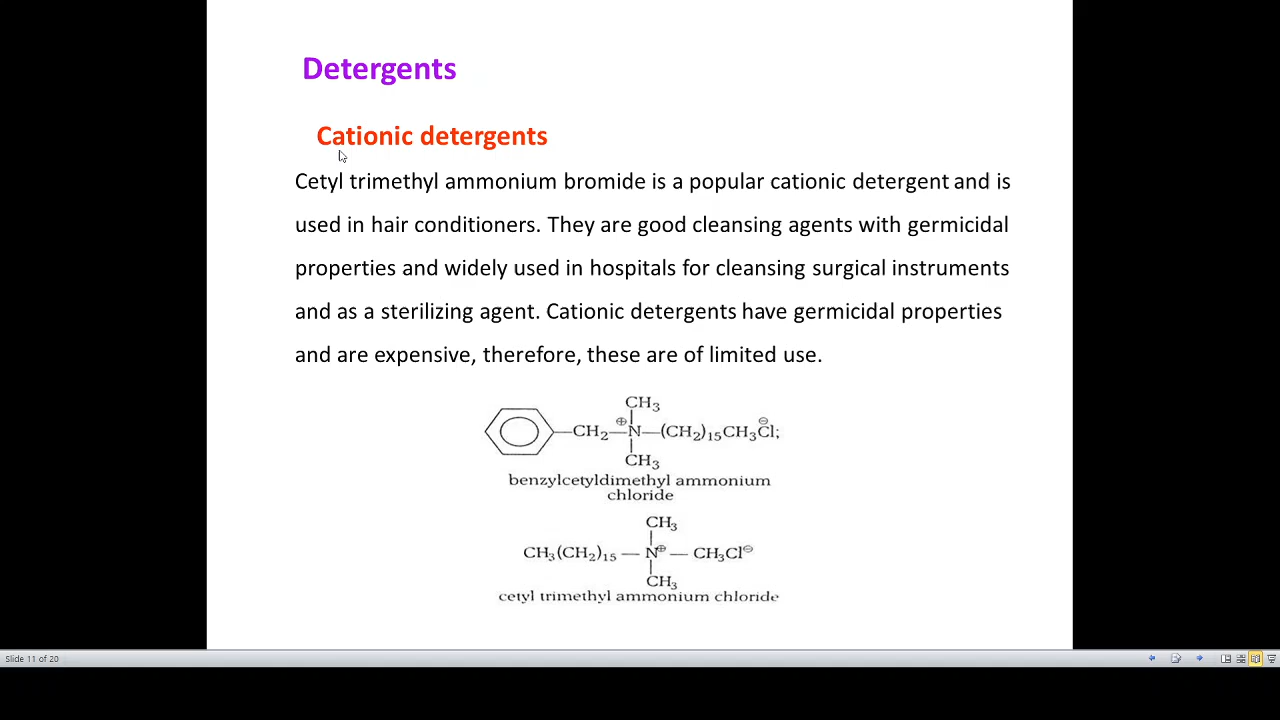 Detergents
Cationic detergents
Cetyl trimethyl ammonium bromide is a popular cationic detergent and is
used in hair conditioners. They are good cleansing agents with germicidal
properties and widely used in hospitals for cleansing surgical instruments
and as a sterilizing agent. Cationic detergents have germicidal properties
and are expensive, therefore, these are of limited use.
CH₃
—CH₂—N⊕—(CH₂)₁₅CH₃Cl⊖;
CH₃
benzylcetyldimethyl ammonium
chloride
CH₃
CH₃(CH₂)₁₅ — N⊕ — CH₃Cl⊖
CH₃
cetyl trimethyl ammonium chloride
Slide 11 of 20